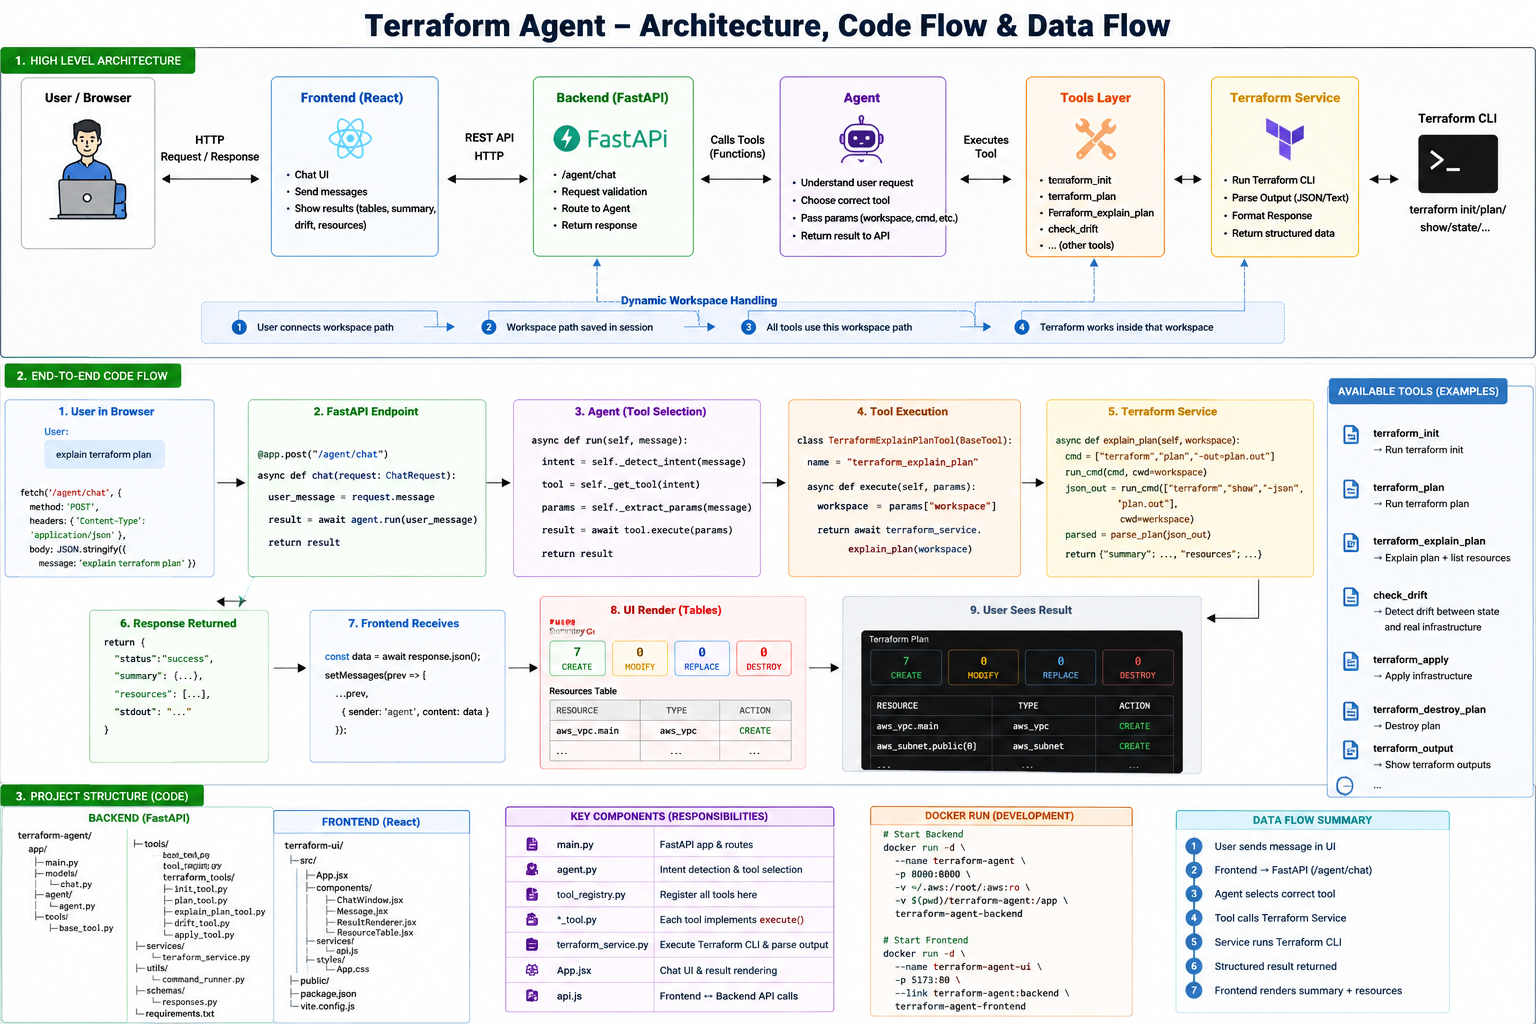 Terraform Agent – Architecture, Code Flow & Data Flow
1. HIGH LEVEL ARCHITECTURE
User / Browser
HTTP
Request / Response
Frontend (React)
• Chat UI
• Send messages
• Show results (tables, summary,
drift, resources)
REST API
HTTP
Backend (FastAPI)
FastAPi
• /agent/chat
• Request validation
• Route to Agent
• Return response
Calls Tools
(Functions)
Agent
• Understand user request
• Choose correct tool
• Pass params (workspace, cmd, etc.)
• Return result to API
Executes
Tool
Tools Layer
• terraform_init
• terraform_plan
• Ferraform_explain_plan
• check_drift
• ... (other tools)
Terraform Service
• Run Terraform CLI
• Parse Output (JSON/Text)
• Format Response
• Return structured data
Terraform CLI
terraform init/plan/
show/state/...
Dynamic Workspace Handling
1 User connects workspace path
2 Workspace path saved in session
3 All tools use this workspace path
4 Terraform works inside that workspace
2. END-TO-END CODE FLOW
1. User in Browser
User:
explain terraform plan
fetch('/agent/chat', {
method: 'POST',
headers: { 'Content-Type':
'application/json' },
body: JSON.stringify({
message: 'explain terraform plan' })
2. FastAPI Endpoint
@app.post("/agent/chat")
async def chat(request: ChatRequest):
user_message = request.message
result = await agent.run(user_message)
return result
3. Agent (Tool Selection)
async def run(self, message):
intent = self._detect_intent(message)
tool = self._get_tool(intent)
params = self._extract_params(message)
result = await tool.execute(params)
return result
4. Tool Execution
class TerraformExplainPlanTool(BaseTool):
name = "terraform_explain_plan"
async def execute(self, params):
workspace = params["workspace"]
return await terraform_service.
explain_plan(workspace)
5. Terraform Service
async def explain_plan(self, workspace):
cmd = ["terraform","plan","-out=plan.out"]
run_cmd(cmd, cwd=workspace)
json_out = run_cmd(["terraform","show","-json",
"plan.out"],
cwd=werkspace)
parsed = parse_plan(json_out)
return {"summary": ..., "resources"; ...}
6. Response Returned
return {
"status":"success",
"summary": {...},
"resources": [...],
"stdout": "..."
}
7. Frontend Receives
const data = await response.json();
setMessages(prev => [
...prev,
{ sender: 'agent', content: data }
]);
8. UI Render (Tables)
7 CREATE
0 MODIFY
0 REPLACE
0 DESTROY
Resources Table
RESOURCE TYPE ACTION
aws_vpc.main aws_vpc CREATE
... ... ...
9. User Sees Result
Terraform Plan
7 CREATE
0 MODIFY
0 REPLACE
0 DESTROY
RESOURCE TYPE ACTION
aws_vpc.main aws_vpc CREATE
aws_subnet.public[0] aws_subnet CREATE
... ... ...
AVAILABLE TOOLS (EXAMPLES)
terraform_init
→ Run terraform init
terraform_plan
→ Run terraform plan
terraform_explain_plan
→ Explain plan + list resources
check_drift
→ Detect drift between state
and real infrastructure
terraform_apply
→ Apply infrastructure
terraform_destroy_plan
→ Destroy plan
terraform_output
→ Show terraform outputs
...
3. PROJECT STRUCTURE (CODE)
BACKEND (FastAPI)
terraform-agent/
app/
main.py
models/
chat.py
agent/
agent.py
tools/
base_tool.py
tools/
terraform_tools/
init_tool.py
plan_tool.py
explain_plan_tool.py
drift_tool.py
apply_tool.py
services/
teraform_service.py
utils/
command_runner.py
schemas/
responses.py
requirements.txt
FRONTEND (React)
terraform-ui/
src/
App.jsx
components/
ChatWindow.jsx
Message.jsx
ResultRenderer.jsx
ResourceTable.jsx
services/
api.js
styles/
App.css
public/
package.json
vite.config.js
KEY COMPONENTS (RESPONSIBILITIES)
main.py FastAPI app & routes
agent.py Intent detection & tool selection
tool_registry.py Register all tools here
*_tool.py Each tool implements execute()
terraform_service.py Execute Terraform CLI & parse output
App.jsx Chat UI & result rendering
api.js Frontend ↔ Backend API calls
DOCKER RUN (DEVELOPMENT)
# Start Backend
docker run -d \
--name terraform-agent \
-p 8000:8000 \
-v ~/.aws:/root/.aws:ro \
-v $(pwd)/terraform-agent:/app \
terraform-agent-backend
# Start Frontend
docker run -d \
--name terraform-agent-ui \
-p 5173:80 \
--link terraform-agent:backend \
terraform-agent-frontend
DATA FLOW SUMMARY
1 User sends message in UI
2 Frontend → FastAPI (/agent/chat)
3 Agent selects correct tool
4 Tool calls Terraform Service
5 Service runs Terraform CLI
6 Structured result returned
7 Frontend renders summary + resources